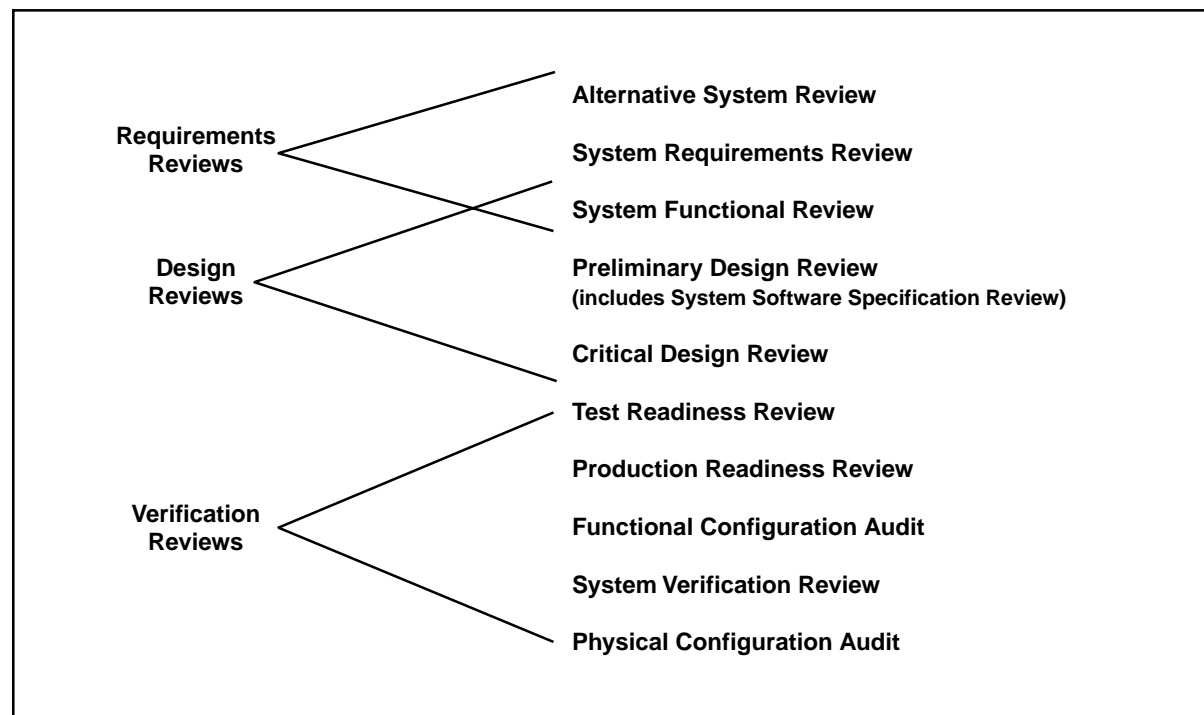 Requirements
Reviews
Design
Reviews
Verification
Reviews
Alternative System Review
System Requirements Review
System Functional Review
Preliminary Design Review
(includes System Software Specification Review)
Critical Design Review
Test Readiness Review
Production Readiness Review
Functional Configuration Audit
System Verification Review
Physical Configuration Audit